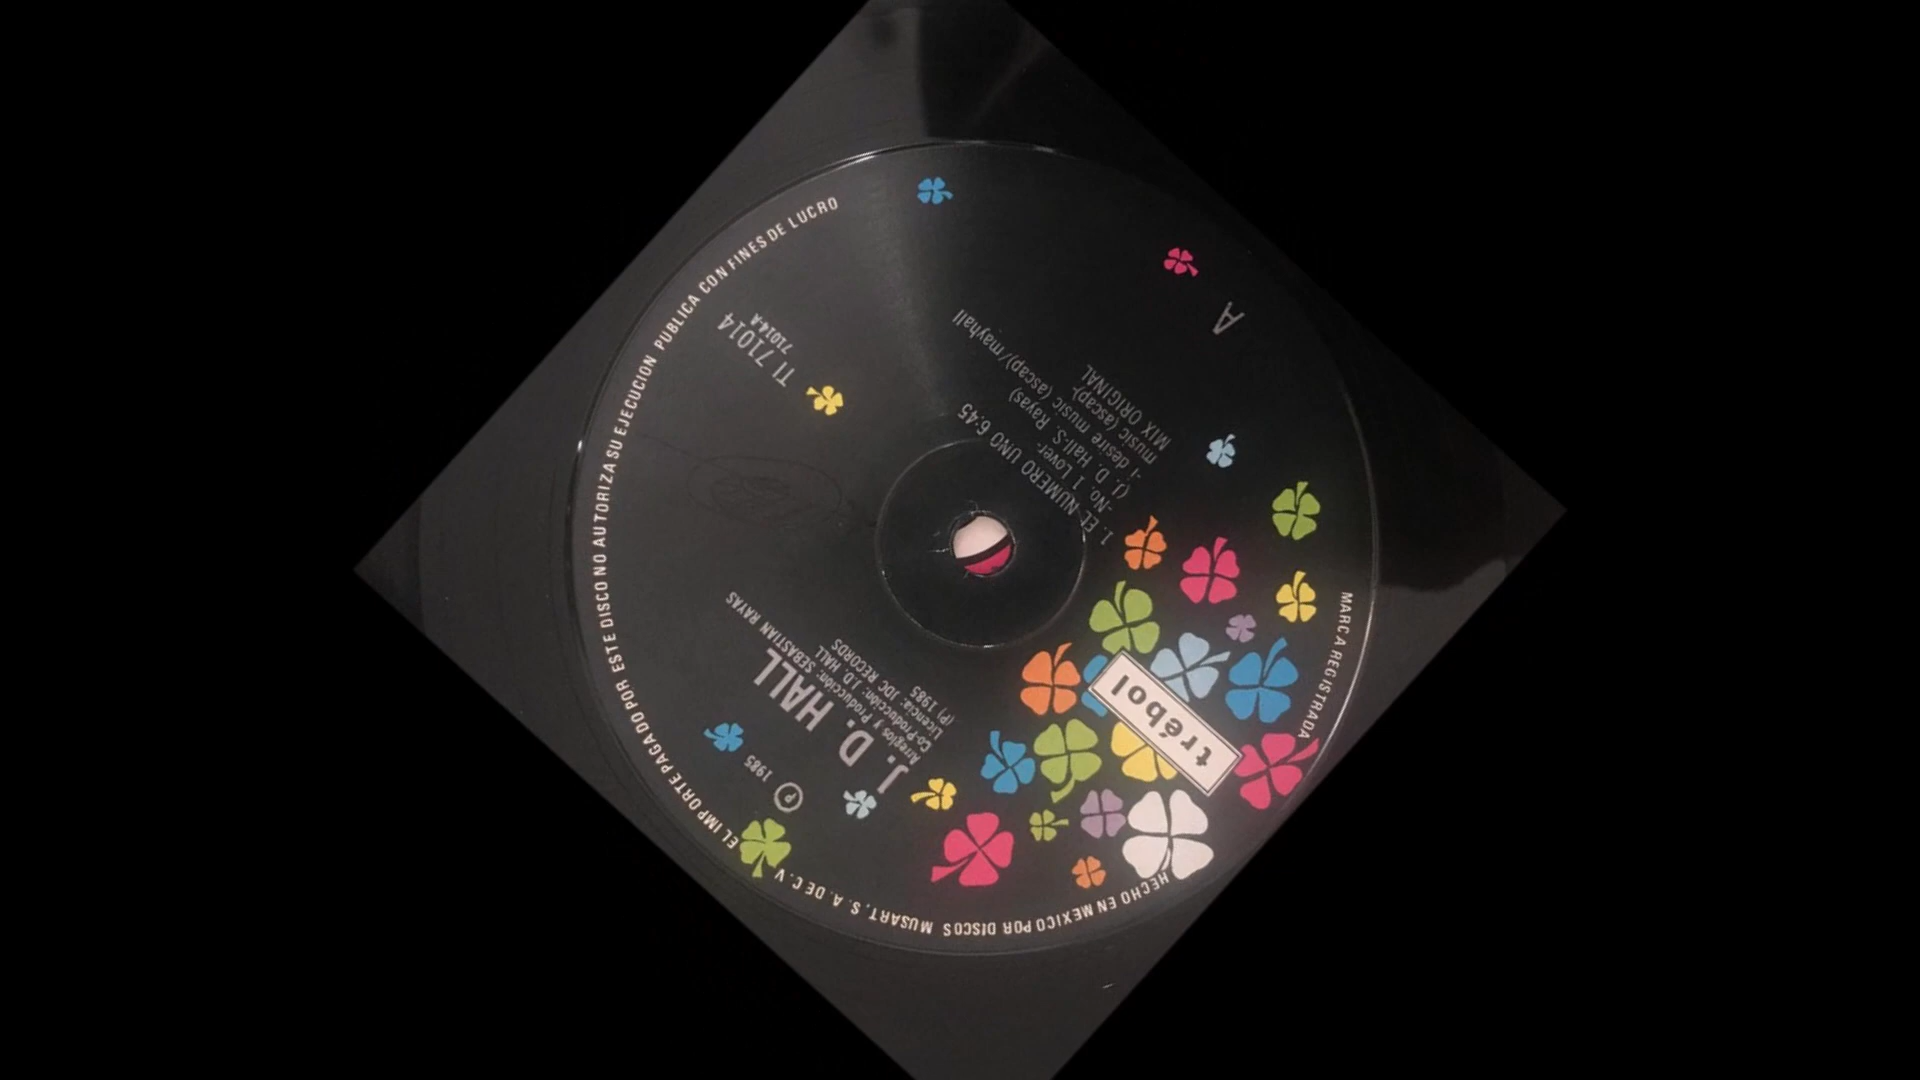 trébol
MARCA REGISTRADA
A
1. EL NUMERO UNO 6:45
-No. 1 Lover-
(J. D. Hall-S. Rayas)
-I desire music (ascap)/mayhall
music (ascap)-
MIX ORIGINAL
TI 71014
71014-A
J. D. HALL
Arreglos y Producción: SEBASTIAN RAYAS
Co-Producción: J.D. HALL
Licencia: JDC RECORDS
(P) 1985
Ⓟ 1985
HECHO EN MEXICO POR DISCOS MUSART, S. A. DE C. V.
EL IMPORTE PAGADO POR ESTE DISCO NO AUTORIZA SU EJECUCION PUBLICA CON FINES DE LUCRO